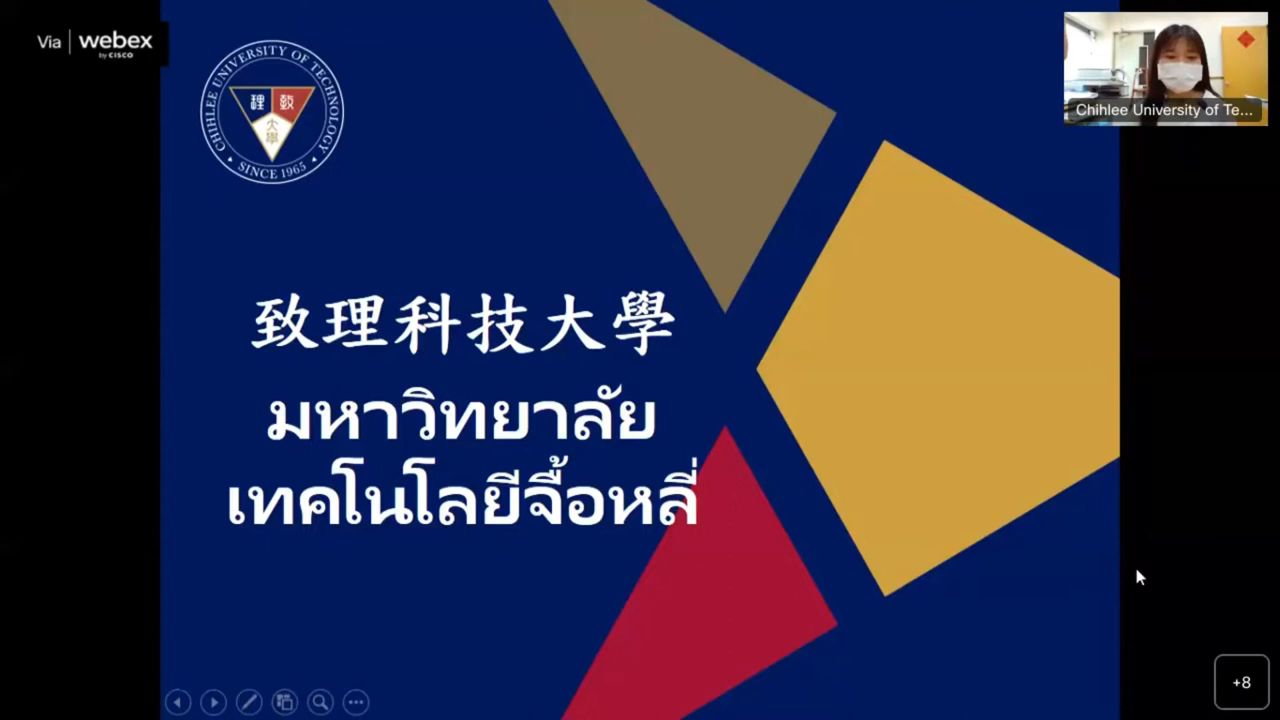 Via webex
by CISCO
CHIHLEE UNIVERSITY OF TECHNOLOGY
理 致
大
學
SINCE 1965
Chihlee University of Te...
致理科技大學
มหาวิทยาลัย
เทคโนโลยีจื้อหลี่
+8